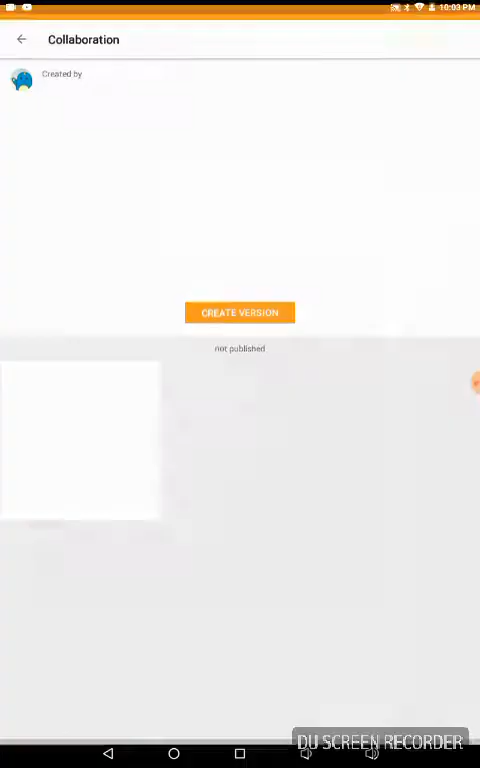 10:03 PM
Collaboration
Created by
CREATE VERSION
not published
DU SCREEN RECORDER